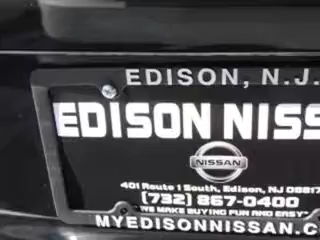 EDISON, N.J.
EDISON NISS
NISSAN
401 Route 1 South, Edison, NJ 08817
(732) 867-0400
WE MAKE BUYING FUN AND EASY
MYEDISONNISSAN.C